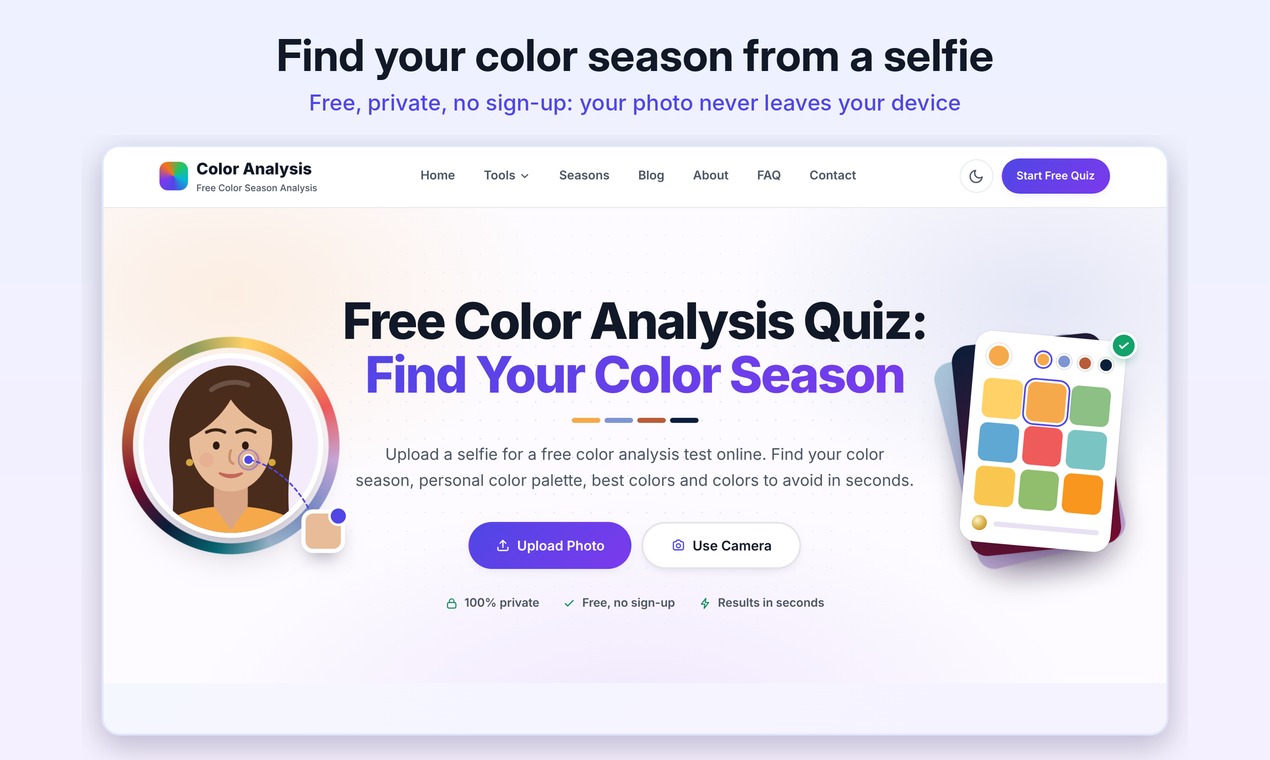 Find your color season from a selfie
Free, private, no sign-up: your photo never leaves your device
Color Analysis
Free Color Season Analysis
Home
Tools
Seasons
Blog
About
FAQ
Contact
Start Free Quiz
Free Color Analysis Quiz:
Find Your Color Season
Upload a selfie for a free color analysis test online. Find your color
season, personal color palette, best colors and colors to avoid in seconds.
Upload Photo
Use Camera
100% private
Free, no sign-up
Results in seconds